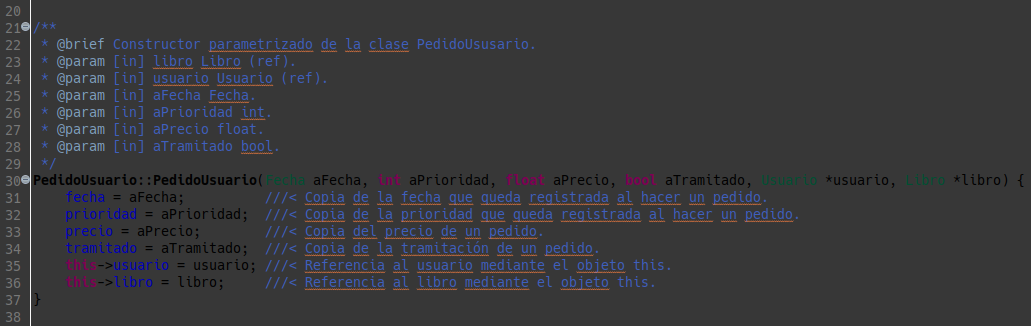 20
21 /**
22  * @brief Constructor parametrizado de la clase PedidoUsusario.
23  * @param [in] libro Libro (ref).
24  * @param [in] usuario Usuario (ref).
25  * @param [in] aFecha Fecha.
26  * @param [in] aPrioridad int.
27  * @param [in] aPrecio float.
28  * @param [in] aTramitado bool.
29  */
30 PedidoUsuario::PedidoUsuario(Fecha aFecha, int aPrioridad, float aPrecio, bool aTramitado, Usuario *usuario, Libro *libro) {
31     fecha = aFecha;          ///< Copia de la fecha que queda registrada al hacer un pedido.
32     prioridad = aPrioridad;  ///< Copia de la prioridad que queda registrada al hacer un pedido.
33     precio = aPrecio;        ///< Copia del precio de un pedido.
34     tramitado = aTramitado;  ///< Copia de la tramitación de un pedido.
35     this->usuario = usuario; ///< Referencia al usuario mediante el objeto this.
36     this->libro = libro;     ///< Referencia al libro mediante el objeto this.
37 }
38